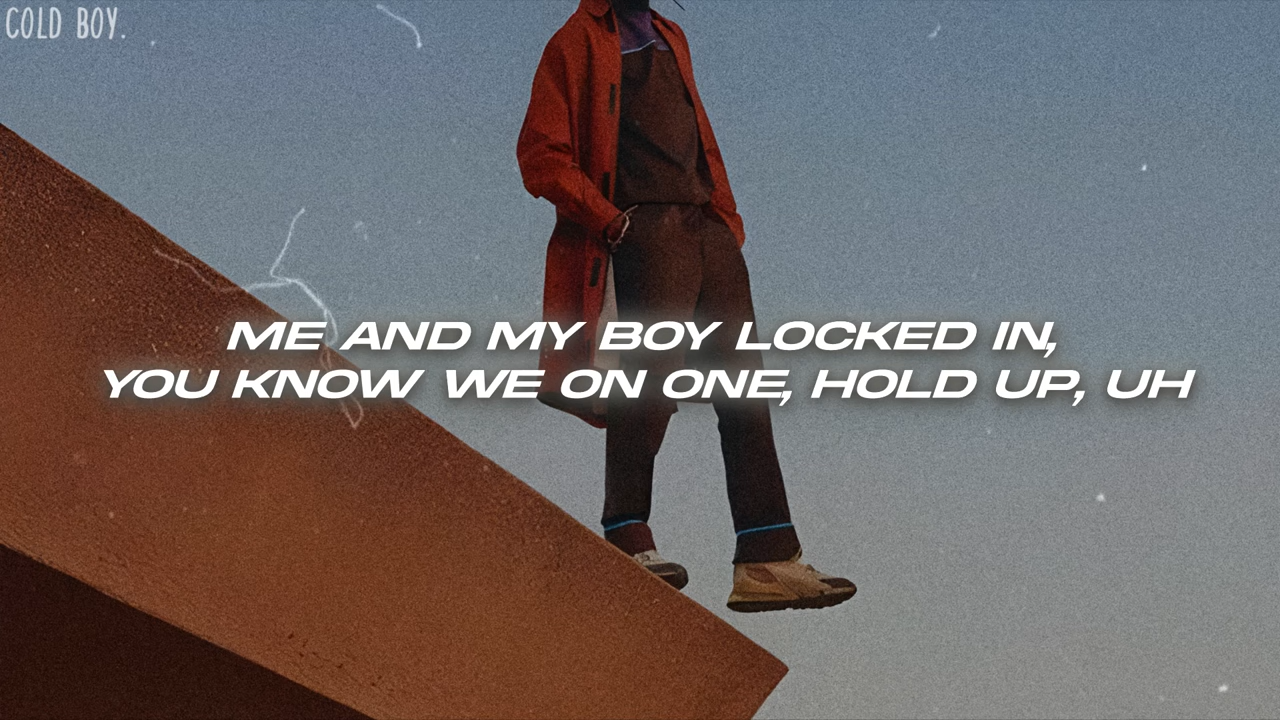 COLD BOY.
ME AND MY BOY LOCKED IN,
YOU KNOW WE ON ONE, HOLD UP, UH